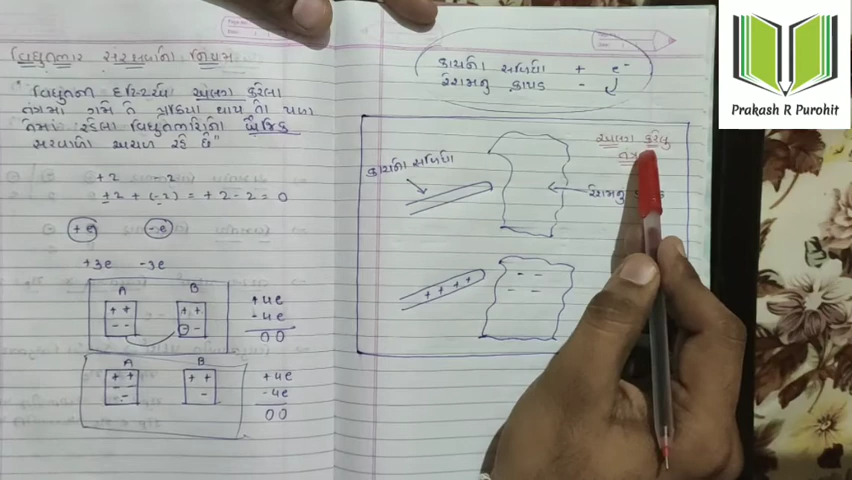 વિદ્યુતભાર સંરક્ષણનો નિયમ
"વિદ્યુતની દ્રષ્ટિએ અલગ કરેલા
તંત્રમાં ગમે તે પ્રક્રિયા થાય તો પણ
તેમાં રહેલા વિદ્યુતભારોનો બૈજિક
સરવાળો અચળ રહે છે"
+2 -2
+2 + (-2) = +2 -2 = 0
+e -e
+3e -3e
A B
+ + + +
- - - -
+4e
-4e
00
A B
+ + + +
- - -
-
+4e
-4e
00
કાચનો સળિયો + e⁻
રેશમનુ કાપડ -
અલગ કરેલુ
કાચનો સળિયો
રેશમનુ
+ + + +
- -
- -
Prakash R Purohit